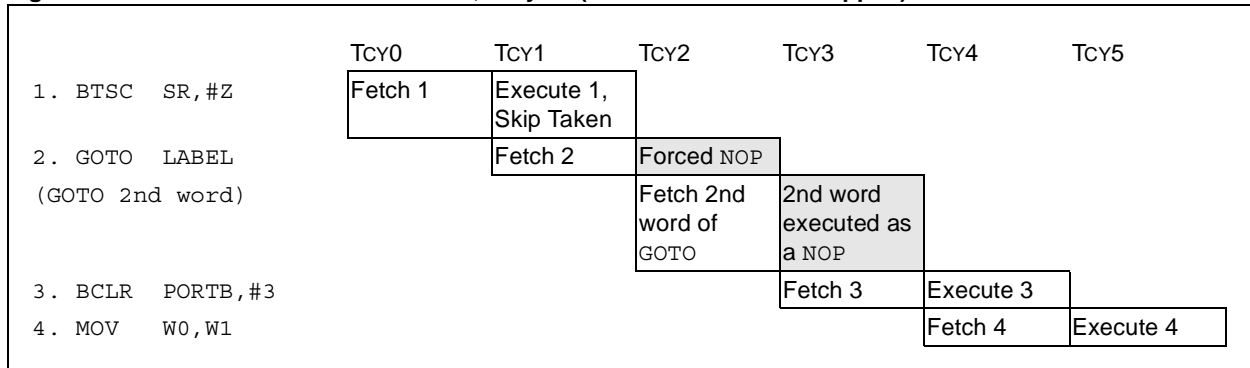 TCY0 TCY1 TCY2 TCY3 TCY4 TCY5
1. BTSC SR,#Z Fetch 1 Execute 1,
Skip Taken
2. GOTO LABEL Fetch 2 Forced NOP
(GOTO 2nd word) Fetch 2nd 2nd word
word of executed as
GOTO a NOP
3. BCLR PORTB,#3 Fetch 3 Execute 3
4. MOV W0,W1 Fetch 4 Execute 4